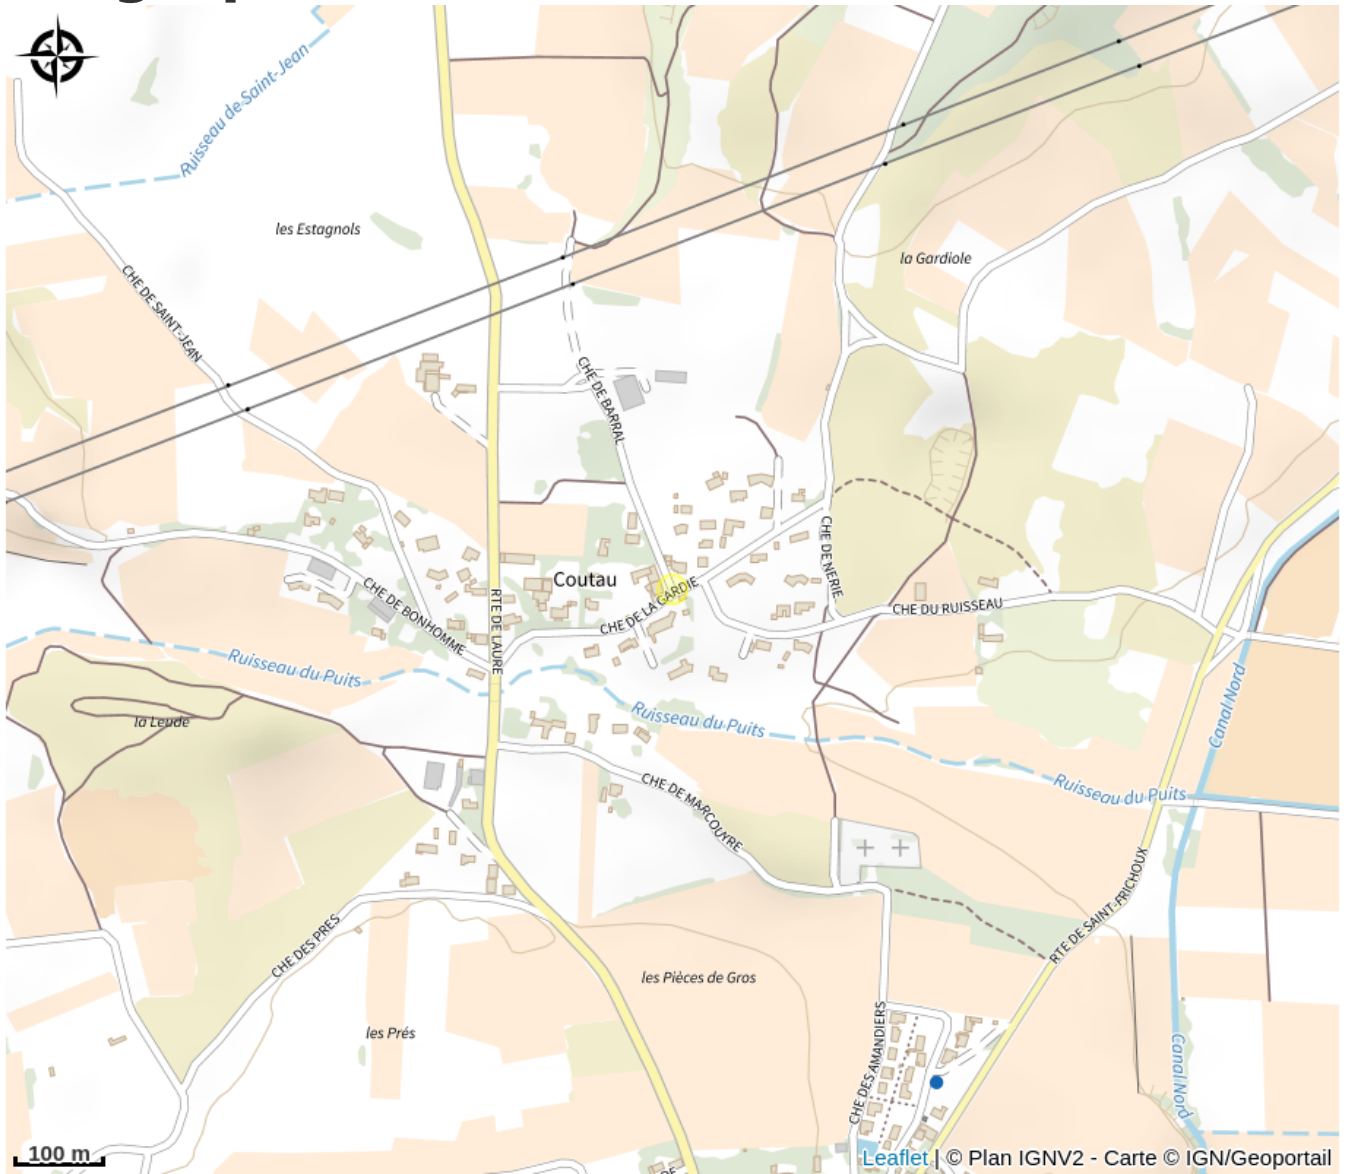 Ruisseau de Saint-Jean
les Estagnols
la Gardiole
CHE DE SAINT-JEAN
CHE DE BARRAL
CHE DE NERIE
Coutau
CHE DE LA GARDIE
CHE DE BONHOMME
RTE DE LAURE
CHE DU RUISSEAU
Ruisseau du Puits
Ruisseau du Puits
Canal Nord
la Leude
CHE DE MARCOUYRE
Ruisseau du Puits
RTE DE SAINT-FRICHOUX
CHE DES PRES
les Pièces de Gros
les Prés
CHE DES AMANDIERS
Canal Nord
100 m
Leaflet | © Plan IGNV2 - Carte © IGN/Geoportail